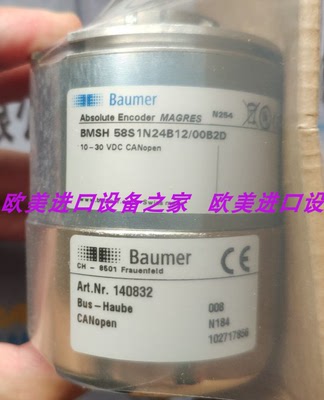 Baumer
Absolute Encoder MAGRES N254
BMSH 58S1N24B12/00B2D
10-30 VDC CANopen
欧美进口设备之家 欧美进口设
Baumer
CH - 8501 Frauenfeld
CE
Art.Nr. 140832
Bus-Haube 008
CANopen N184
102717856